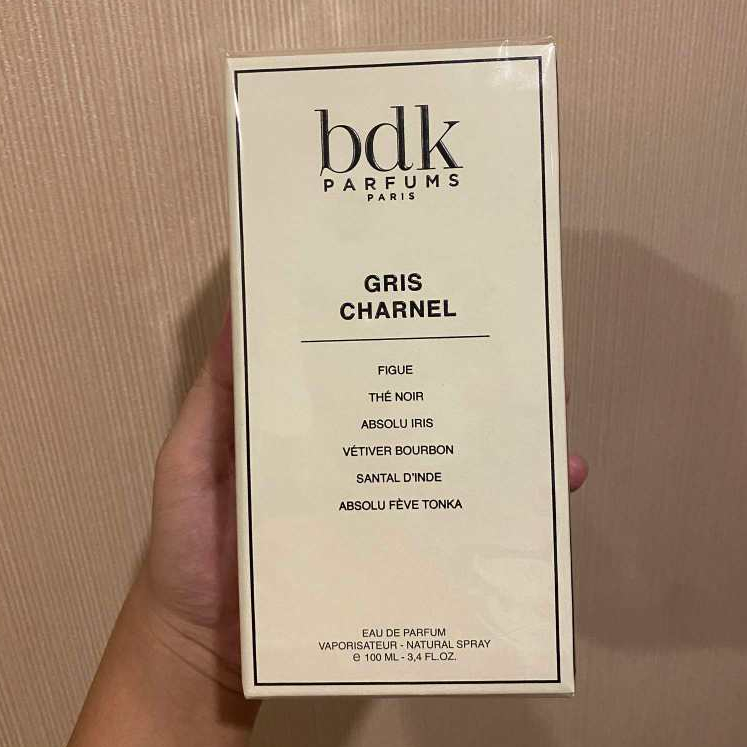 bdk
PARFUMS
PARIS
GRIS
CHARNEL
FIGUE
THÉ NOIR
ABSOLU IRIS
VÉTIVER BOURBON
SANTAL D'INDE
ABSOLU FÈVE TONKA
EAU DE PARFUM
VAPORISATEUR - NATURAL SPRAY
℮ 100 ML - 3,4 FL.OZ.